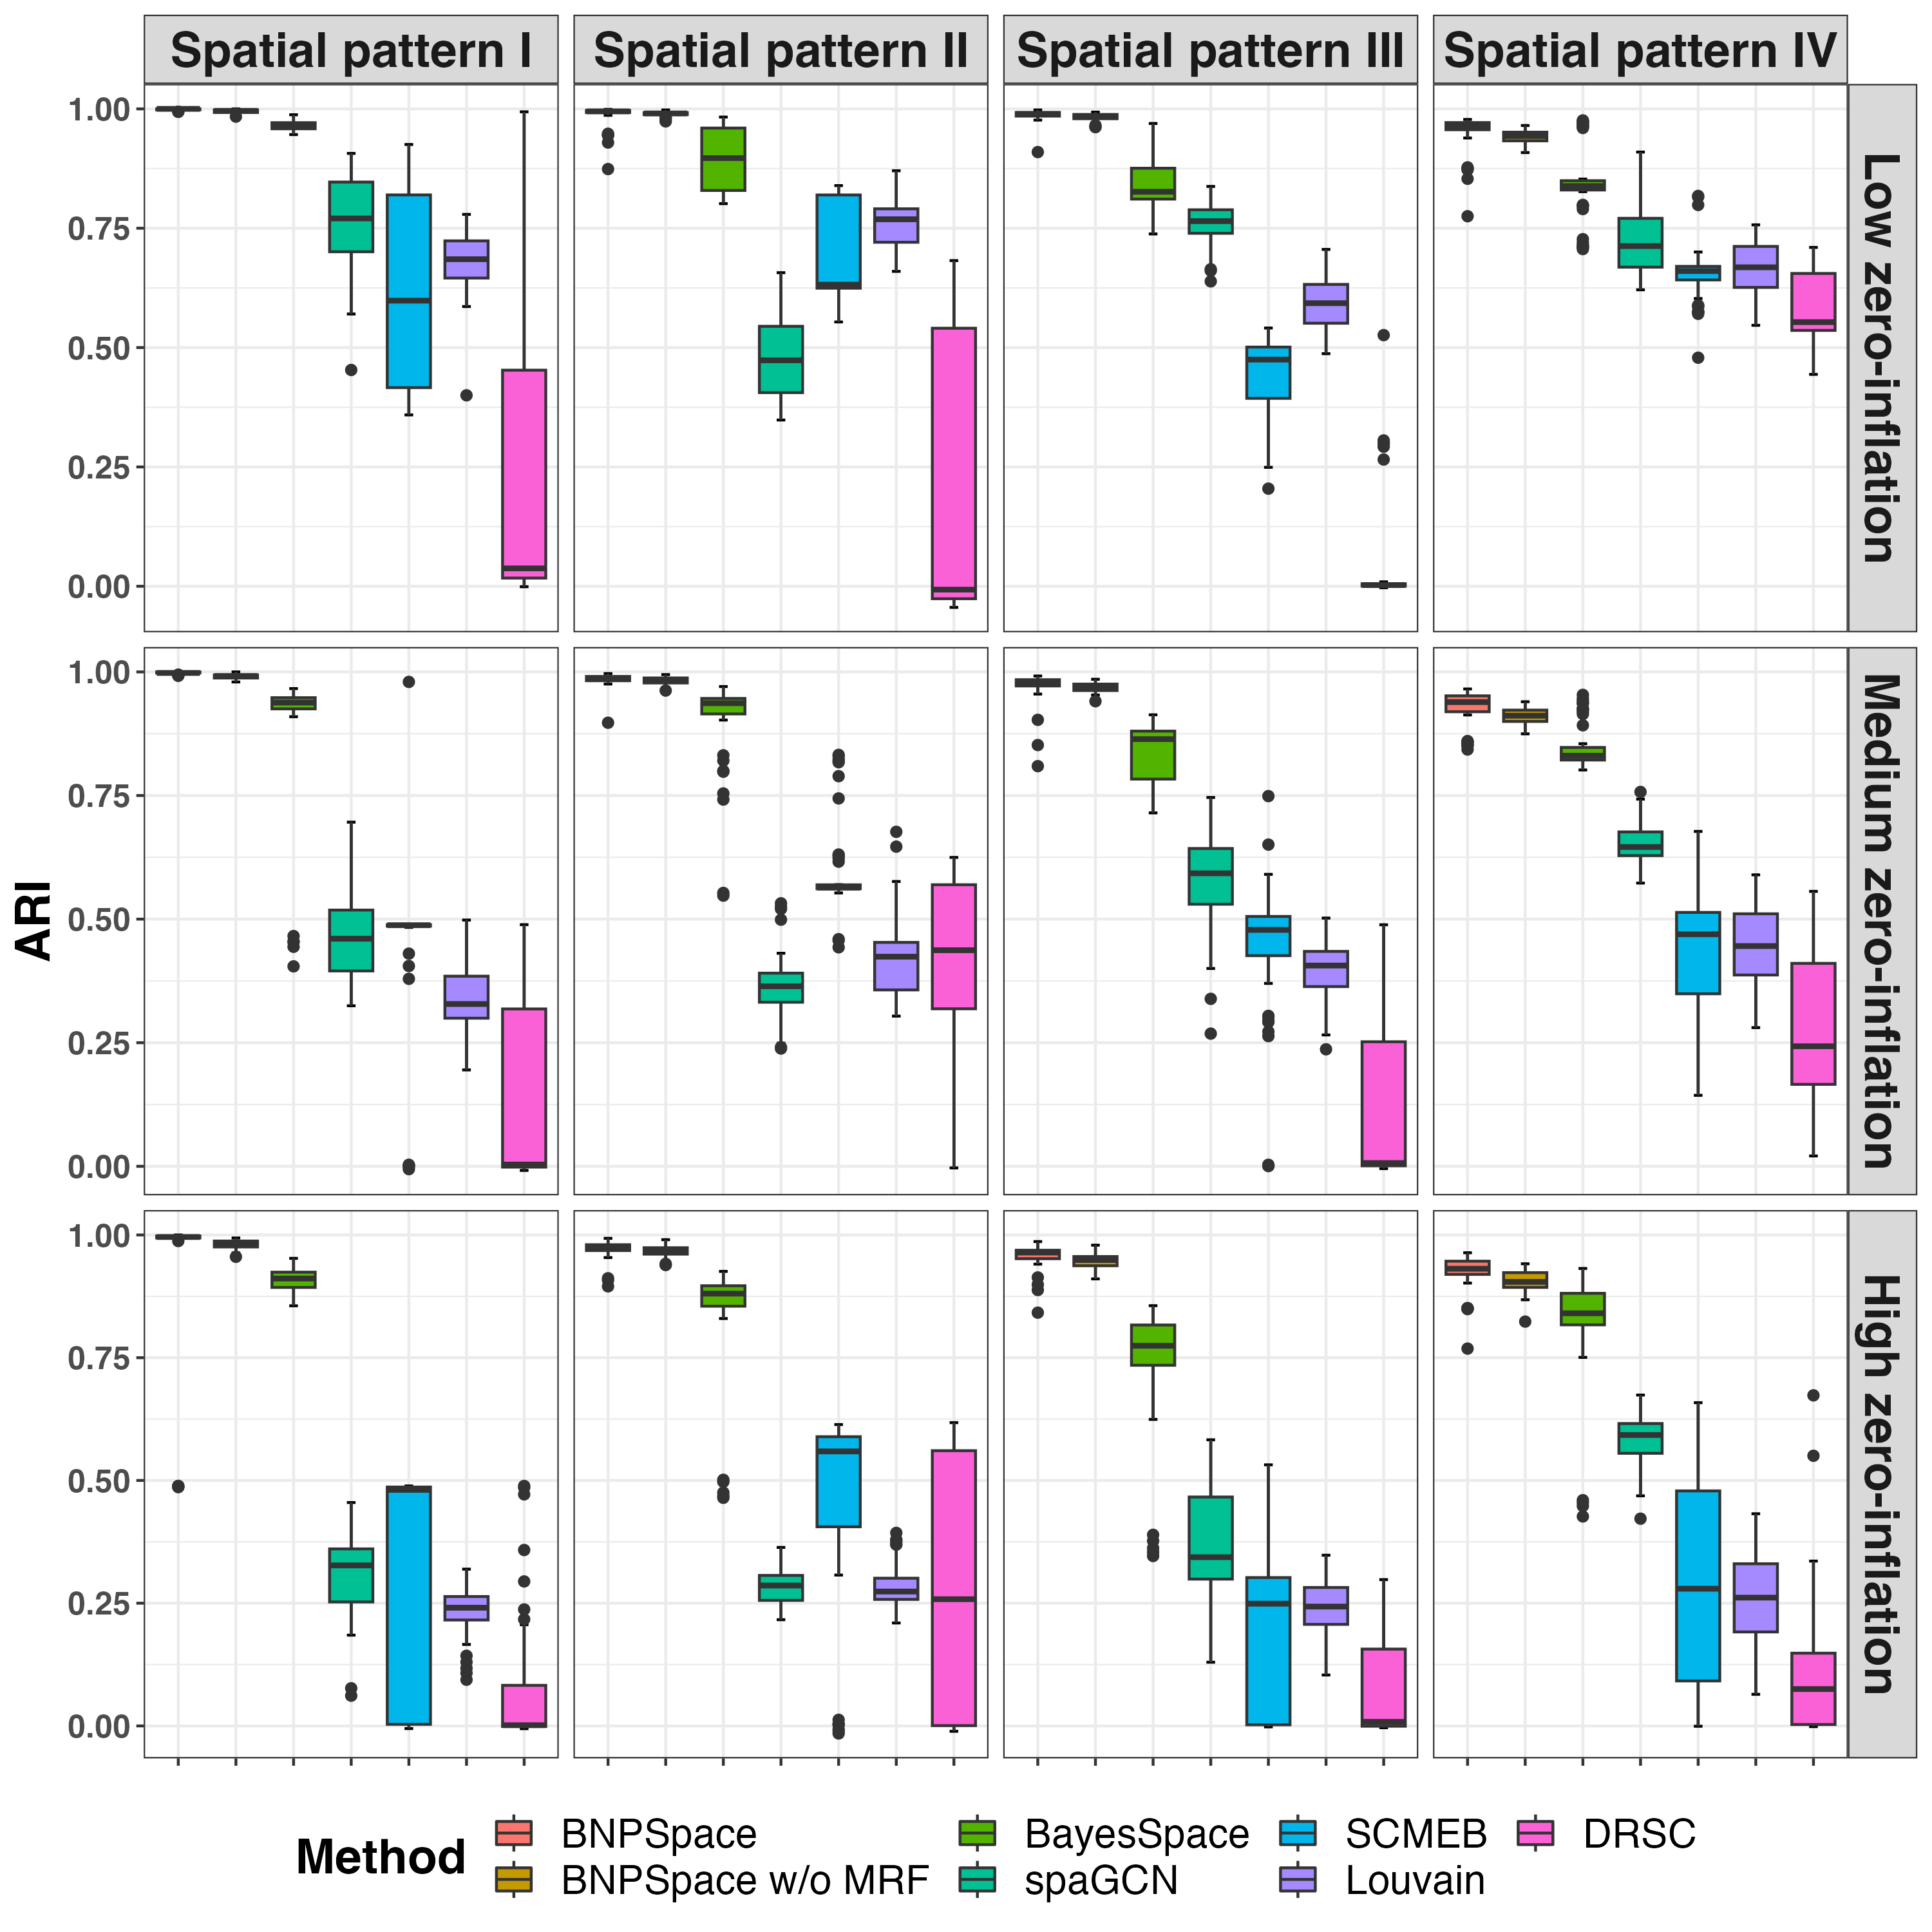 Spatial pattern I
Spatial pattern II
Spatial pattern III
Spatial pattern IV
1.00
0.75
0.50
0.25
0.00
Low zero-inflation
1.00
0.75
0.50
0.25
0.00
Medium zero-inflation
1.00
0.75
0.50
0.25
0.00
High zero-inflation
ARI
Method
BNPSpace
BayesSpace
SCMEB
DRSC
BNPSpace w/o MRF
spaGCN
Louvain